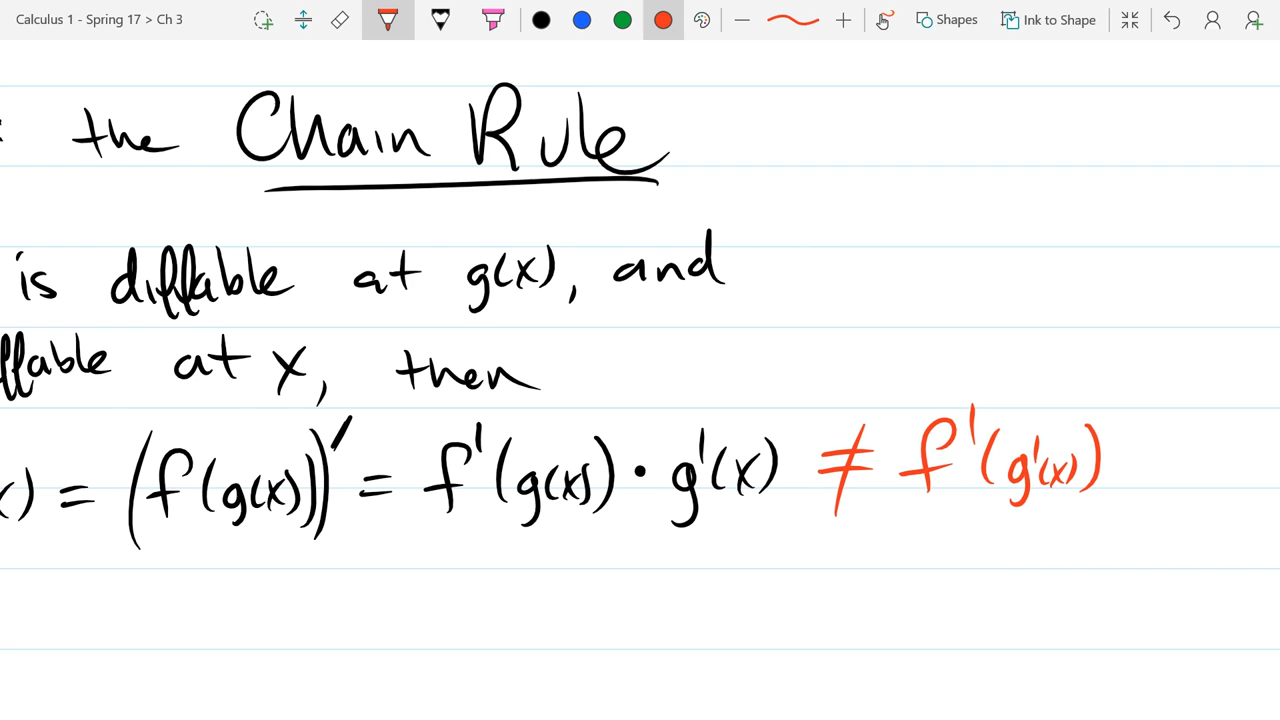 Calculus 1 - Spring 17 > Ch 3
Shapes
Ink to Shape
: the Chain Rule
is diffable at g(x), and
ffable at x, then
x) = (f(g(x)))' = f'(g(x)) · g'(x) ≠ f'(g'(x))